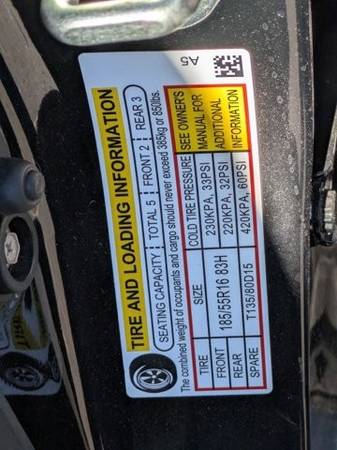 A5
TIRE AND LOADING INFORMATION
SEATING CAPACITY TOTAL 5 FRONT 2 REAR 3
The combined weight of occupants and cargo should never exceed 385kg or 850lbs.
TIRE SIZE COLD TIRE PRESSURE SEE OWNER'S
FRONT 185/55R16 83H 230KPA, 33PSI MANUAL FOR
REAR 220KPA, 32PSI ADDITIONAL
SPARE T135/80D15 420KPA, 60PSI INFORMATION